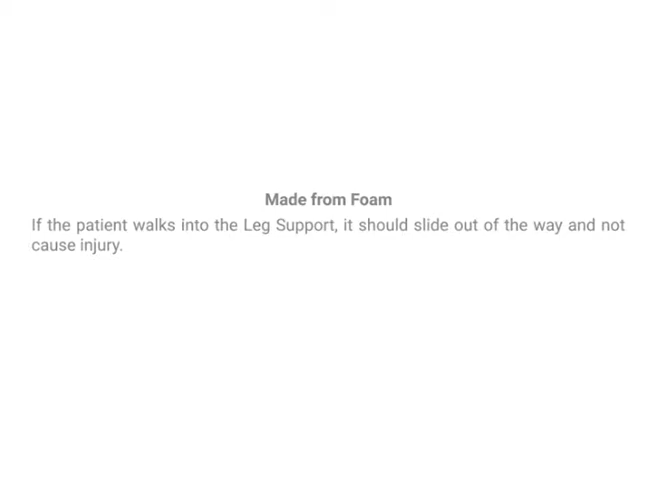 Made from Foam
If the patient walks into the Leg Support, it should slide out of the way and not
cause injury.